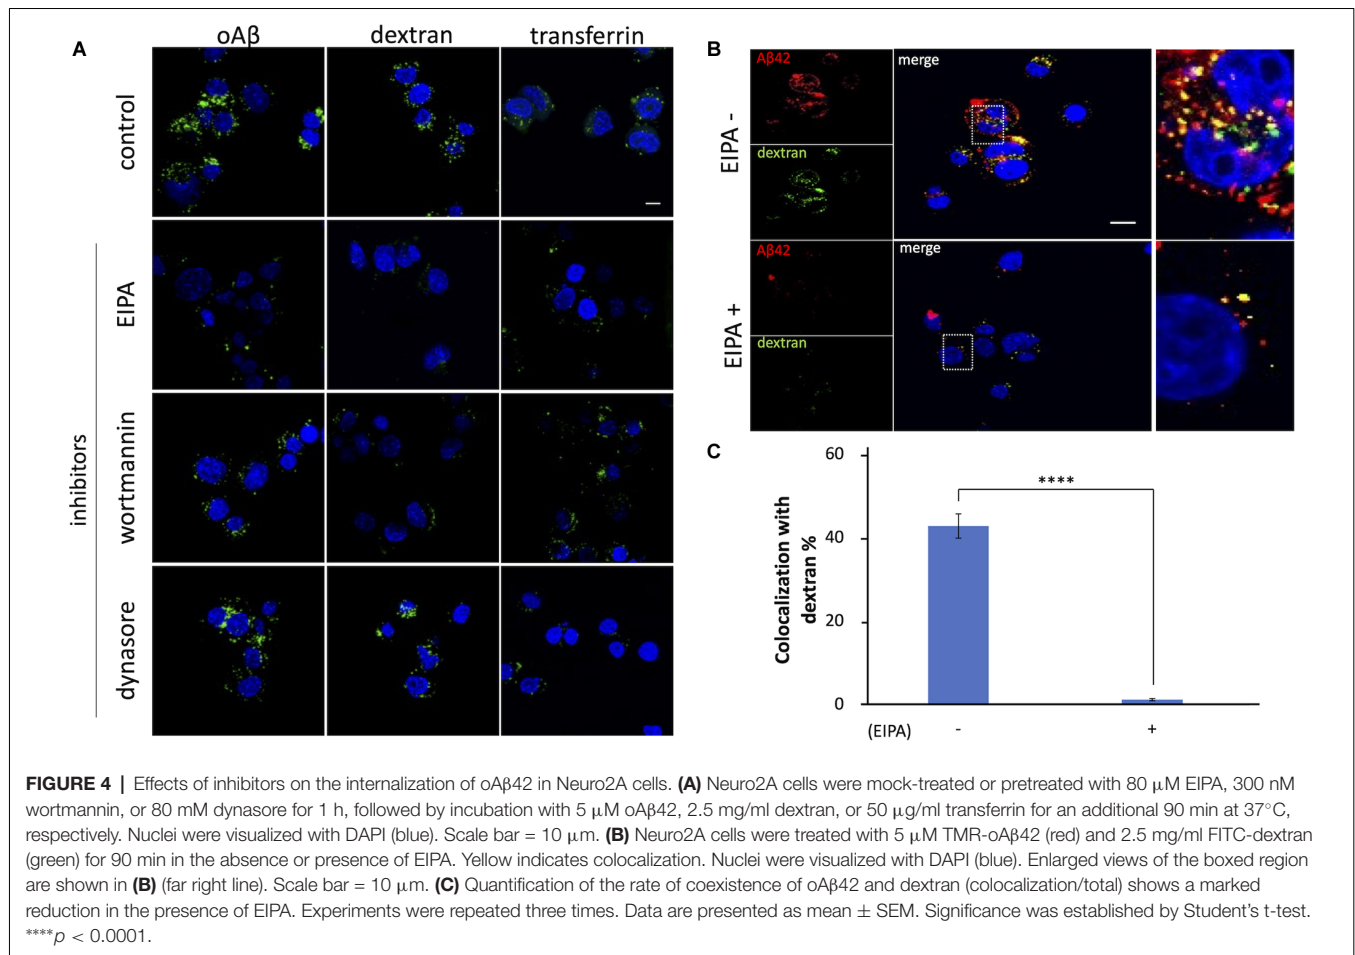 A
oAβ dextran transferrin
control
inhibitors
EIPA
wortmannin
dynasore
B
EIPA -
Aβ42
merge
dextran
EIPA +
Aβ42
merge
dextran
C
Colocalization with
dextran %
60
40
20
0
****
(EIPA) - +
FIGURE 4 | Effects of inhibitors on the internalization of oAβ42 in Neuro2A cells. (A) Neuro2A cells were mock-treated or pretreated with 80 μM EIPA, 300 nM
wortmannin, or 80 mM dynasore for 1 h, followed by incubation with 5 μM oAβ42, 2.5 mg/ml dextran, or 50 μg/ml transferrin for an additional 90 min at 37°C,
respectively. Nuclei were visualized with DAPI (blue). Scale bar = 10 μm. (B) Neuro2A cells were treated with 5 μM TMR-oAβ42 (red) and 2.5 mg/ml FITC-dextran
(green) for 90 min in the absence or presence of EIPA. Yellow indicates colocalization. Nuclei were visualized with DAPI (blue). Enlarged views of the boxed region
are shown in (B) (far right line). Scale bar = 10 μm. (C) Quantification of the rate of coexistence of oAβ42 and dextran (colocalization/total) shows a marked
reduction in the presence of EIPA. Experiments were repeated three times. Data are presented as mean ± SEM. Significance was established by Student's t-test.
****p < 0.0001.